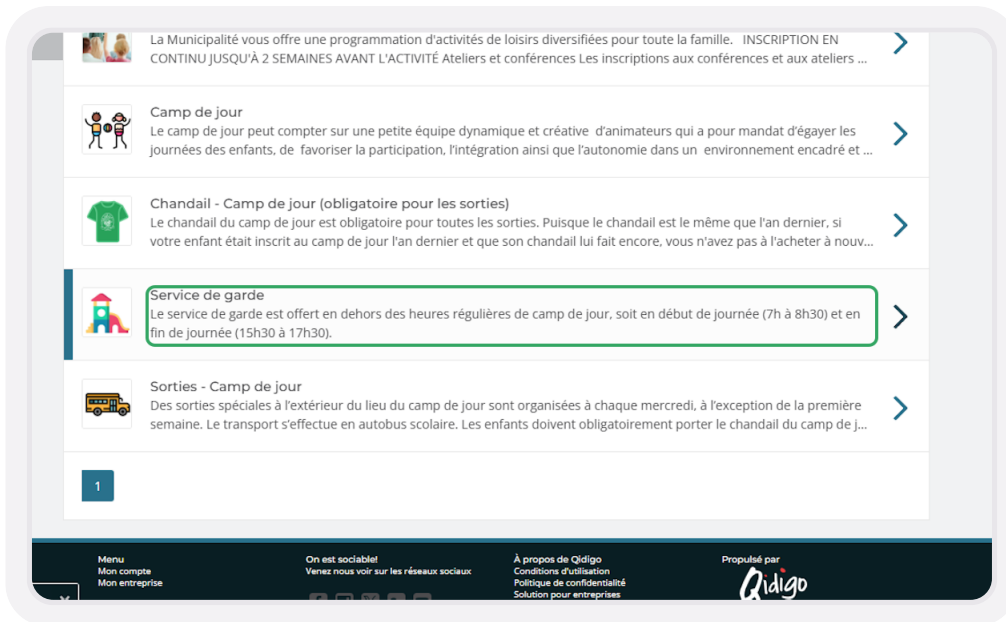 La Municipalité vous offre une programmation d'activités de loisirs diversifiées pour toute la famille. INSCRIPTION EN
CONTINU JUSQU'À 2 SEMAINES AVANT L'ACTIVITÉ Ateliers et conférences Les inscriptions aux conférences et aux ateliers ...
Camp de jour
Le camp de jour peut compter sur une petite équipe dynamique et créative d’animateurs qui a pour mandat d’égayer les
journées des enfants, de favoriser la participation, l’intégration ainsi que l’autonomie dans un environnement encadré et ...
Chandail - Camp de jour (obligatoire pour les sorties)
Le chandail du camp de jour est obligatoire pour toutes les sorties. Puisque le chandail est le même que l'an dernier, si
votre enfant était inscrit au camp de jour l'an dernier et que son chandail lui fait encore, vous n'avez pas à l'acheter à nouv...
Service de garde
Le service de garde est offert en dehors des heures régulières de camp de jour, soit en début de journée (7h à 8h30) et en
fin de journée (15h30 à 17h30).
Sorties - Camp de jour
Des sorties spéciales à l’extérieur du lieu du camp de jour sont organisées à chaque mercredi, à l’exception de la première
semaine. Le transport s’effectue en autobus scolaire. Les enfants doivent obligatoirement porter le chandail du camp de j...
1
Menu
Mon compte
Mon entreprise
On est sociable!
Venez nous voir sur les réseaux sociaux
À propos de Qidigo
Conditions d'utilisation
Politique de confidentialité
Solution pour entreprises
Propulsé par
Qidigo